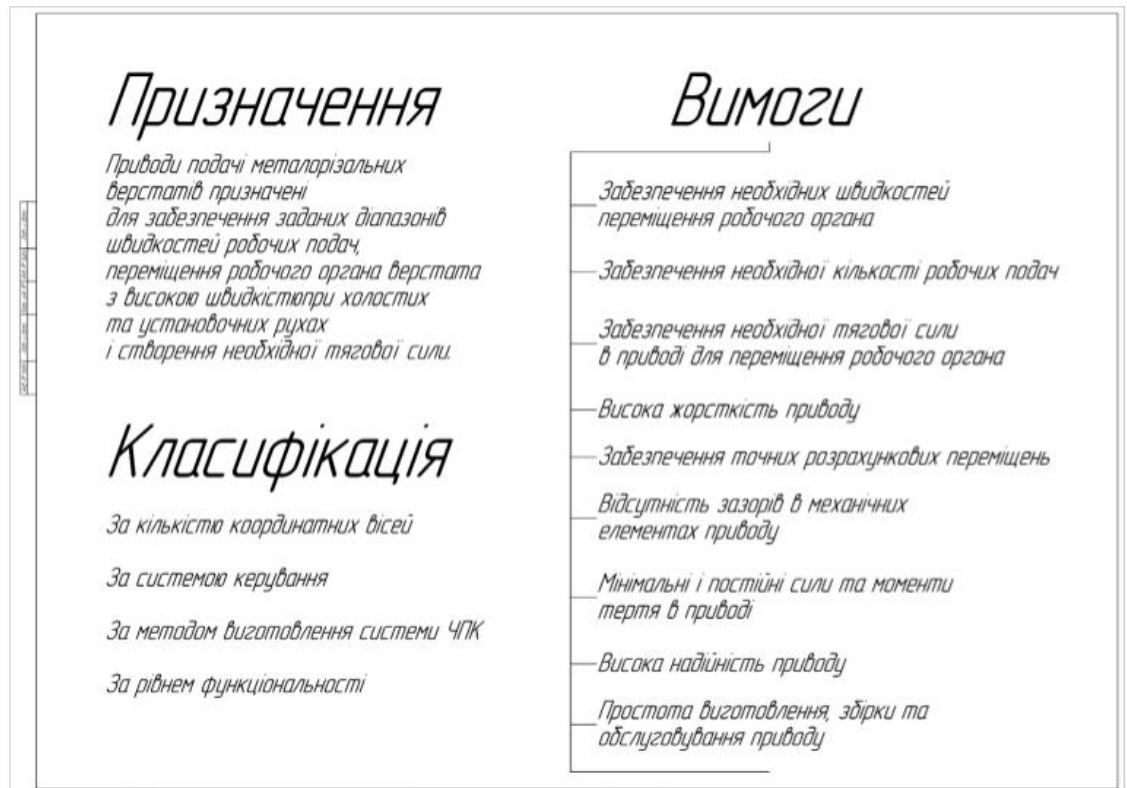 Призначення
Приводи подачі металорізальних
верстатів призначені
для забезпечення заданих діапазонів
швидкостей робочих подач,
переміщення робочого органа верстата
з високою швидкістюпри холостих
та установочних рухах
і створення необхідної тягової сили.
Класифікація
За кількістю координатних вісей
За системою керування
За методом виготовлення системи ЧПК
За рівнем функціональності
Вимоги
Забезпечення необхідних швидкостей
переміщення робочого органа
Забезпечення необхідної кількості робочих подач
Забезпечення необхідної тягової сили
в приводі для переміщення робочого органа
Висока жорсткість приводу
Забезпечення точних розрахункових переміщень
Відсутність зазорів в механічних
елементах приводу
Мінімальні і постійні сили та моменти
тертя в приводі
Висока надійність приводу
Простота виготовлення, збірки та
обслуговування приводу